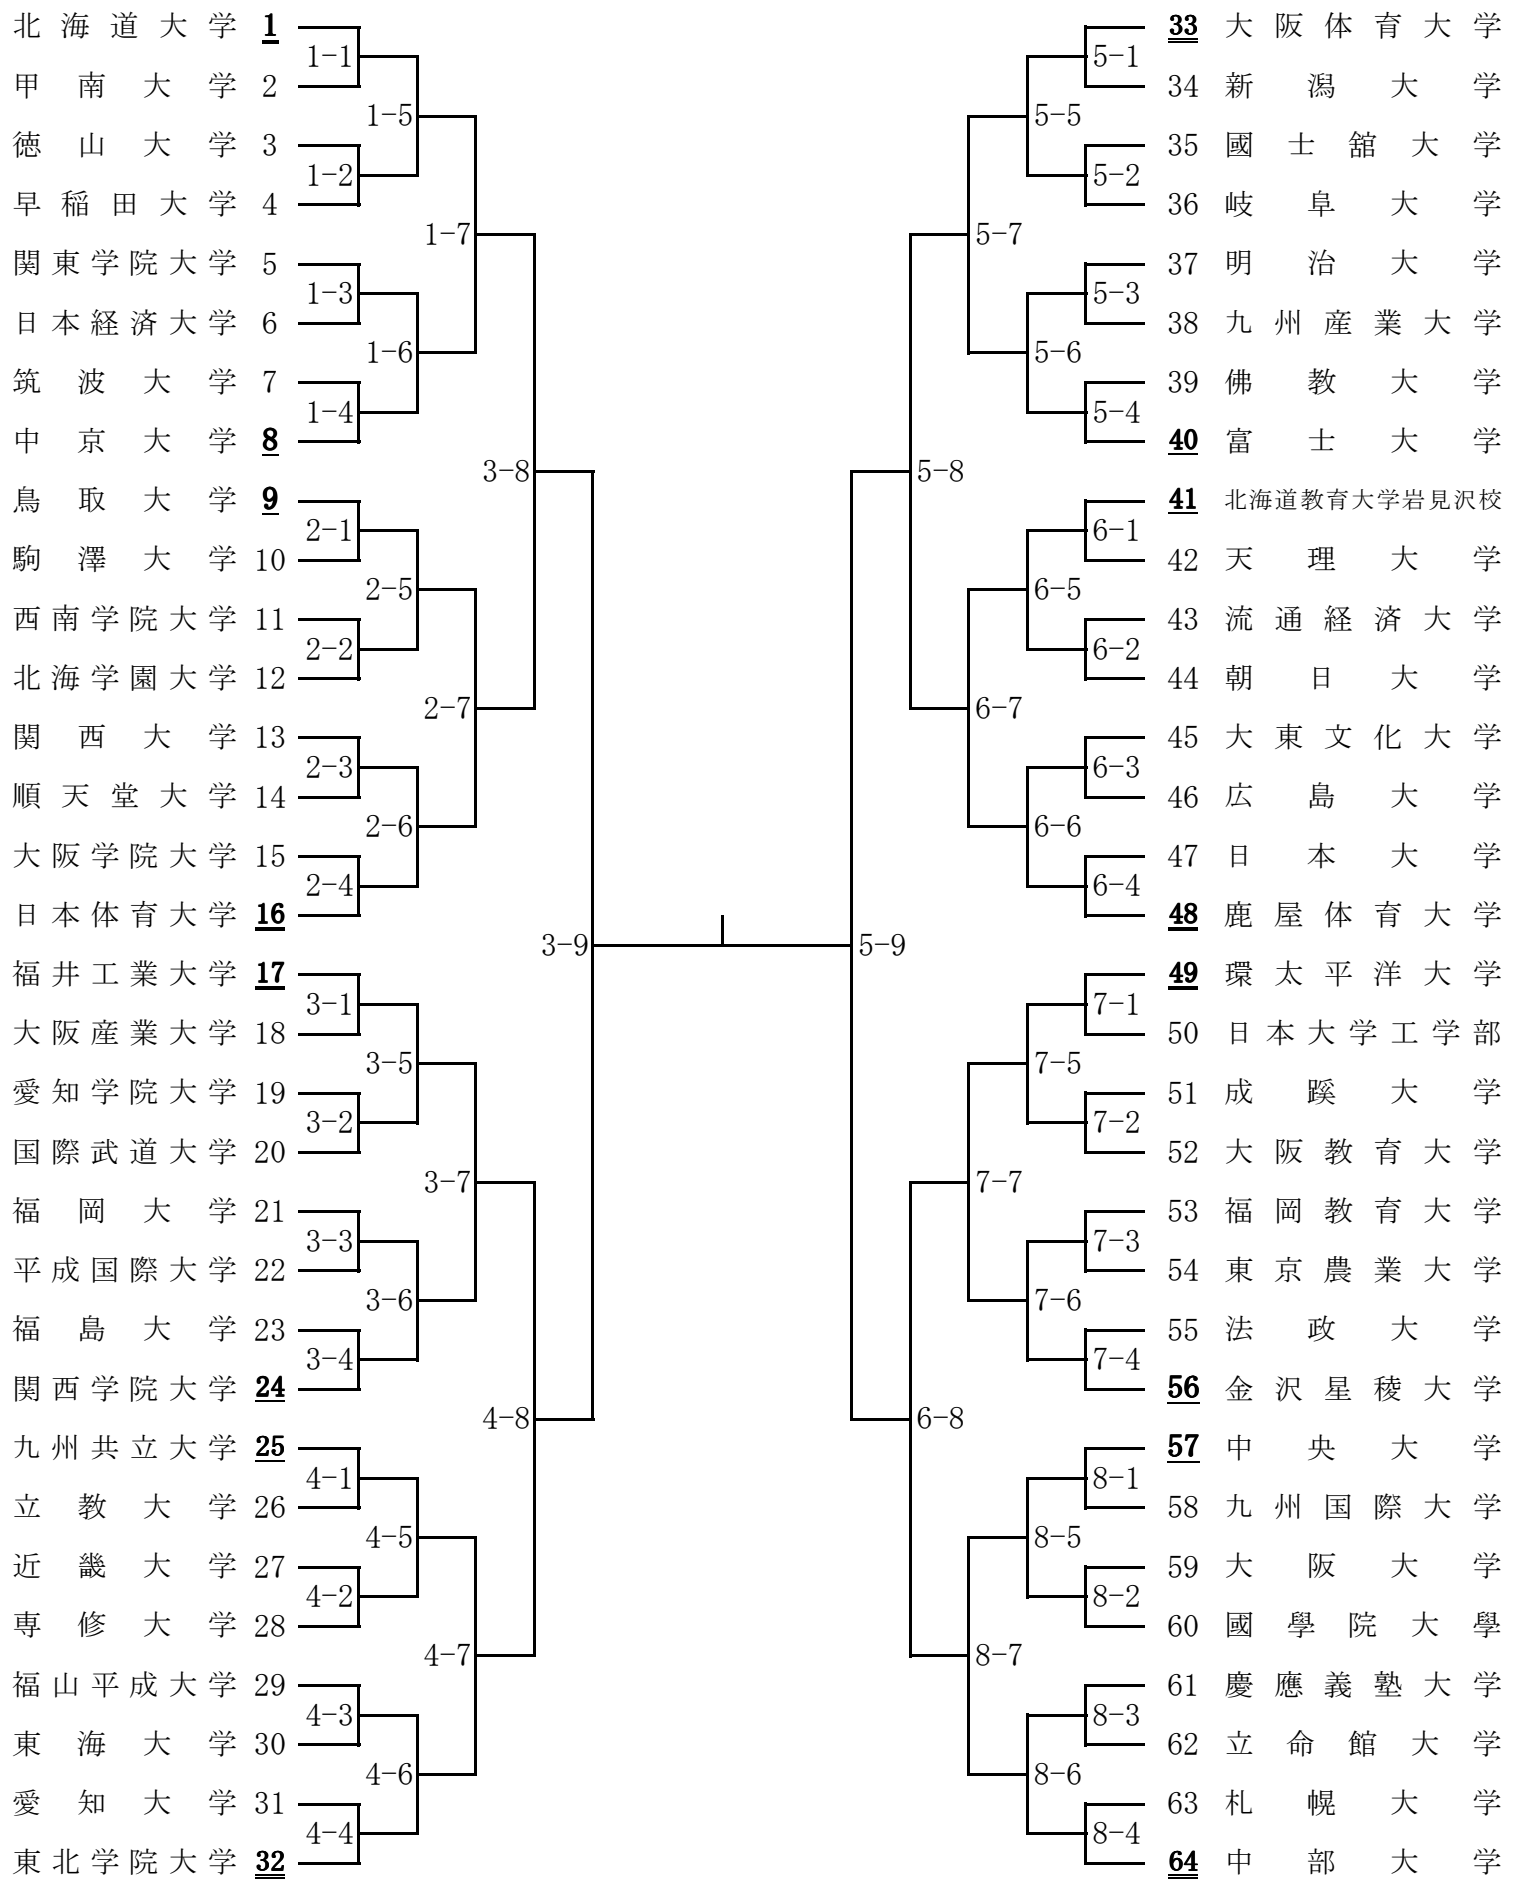 北海道大学 1
1-1
甲南大学 2
1-5
徳山大学 3
1-2
早稲田大学 4
1-7
関東学院大学 5
1-3
日本経済大学 6
1-6
筑波大学 7
1-4
中京大学 8
3-8
鳥取大学 9
2-1
駒澤大学 10
2-5
西南学院大学 11
2-2
北海学園大学 12
2-7
関西大学 13
2-3
順天堂大学 14
2-6
大阪学院大学 15
2-4
日本体育大学 16
3-9
福井工業大学 17
3-1
大阪産業大学 18
3-5
愛知学院大学 19
3-2
国際武道大学 20
3-7
福岡大学 21
3-3
平成国際大学 22
3-6
福島大学 23
3-4
関西学院大学 24
4-8
九州共立大学 25
4-1
立教大学 26
4-5
近畿大学 27
4-2
専修大学 28
4-7
福山平成大学 29
4-3
東海大学 30
4-6
愛知大学 31
4-4
東北学院大学 32
33 大阪体育大学
5-1
34 新潟大学
5-5
35 國士舘大学
5-2
36 岐阜大学
5-7
37 明治大学
5-3
38 九州産業大学
5-6
39 佛教大学
5-4
40 富士大学
5-8
41 北海道教育大学岩見沢校
6-1
42 天理大学
6-5
43 流通経済大学
6-2
44 朝日大学
6-7
45 大東文化大学
6-3
46 広島大学
6-6
47 日本大学
6-4
48 鹿屋体育大学
5-9
49 環太平洋大学
7-1
50 日本大学工学部
7-5
51 成蹊大学
7-2
52 大阪教育大学
7-7
53 福岡教育大学
7-3
54 東京農業大学
7-6
55 法政大学
7-4
56 金沢星稜大学
6-8
57 中央大学
8-1
58 九州国際大学
8-5
59 大阪大学
8-2
60 國學院大學
8-7
61 慶應義塾大学
8-3
62 立命館大学
8-6
63 札幌大学
8-4
64 中部大学